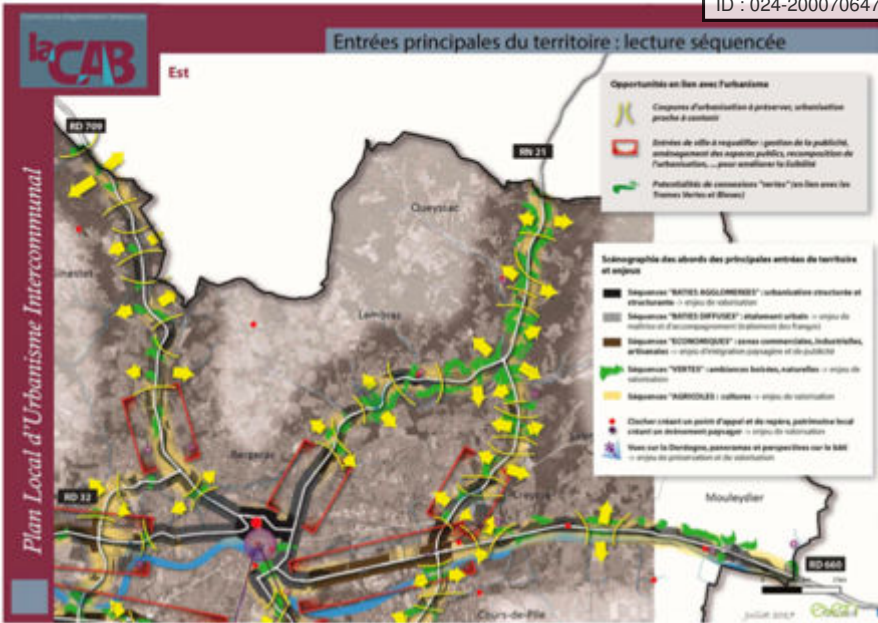 ID : 024-200070647
la CAB
Entrées principales du territoire : lecture séquencée
Est
Plan Local d'Urbanisme Intercommunal
RD 709
RN 21
Queyssac
Ginestet
Lembras
Bergerac
RD 32
Creysse
Mouleydier
RD 660
Cours-de-Pile
Opportunités en lien avec l'urbanisme
Coupures d'urbanisation à préserver, urbanisation
proche à contenir
Entrées de ville à requalifier : gestion de la publicité,
aménagement des espaces publics, recomposition de
l'urbanisation, ... pour améliorer la lisibilité
Potentialités de connexions "vertes" (en lien avec les
Trames Vertes et Bleues)
Scénographie des abords des principales entrées de territoire
et enjeux
Séquences "BATIES AGGLOMEREES" : urbanisation structurée et
structurante -> enjeu de valorisation
Séquences "BATIES DIFFUSES" : étalement urbain -> enjeu de
maîtrise et d'accompagnement (traitement des franges)
Séquences "ECONOMIQUES" : zones commerciales, industrielles,
artisanales -> enjeu d'intégration paysagère et de publicité
Séquences "VERTES" : ambiances boisées, naturelles -> enjeu de
valorisation
Séquences "AGRICOLES : cultures -> enjeu de valorisation
Clocher créant un point d'appel et de repère, patrimoine local
créant un évènement paysager -> enjeu de valorisation
Vues sur la Dordogne, panoramas et perspectives sur le bâti
-> enjeu de préservation et de valorisation
juillet 2017